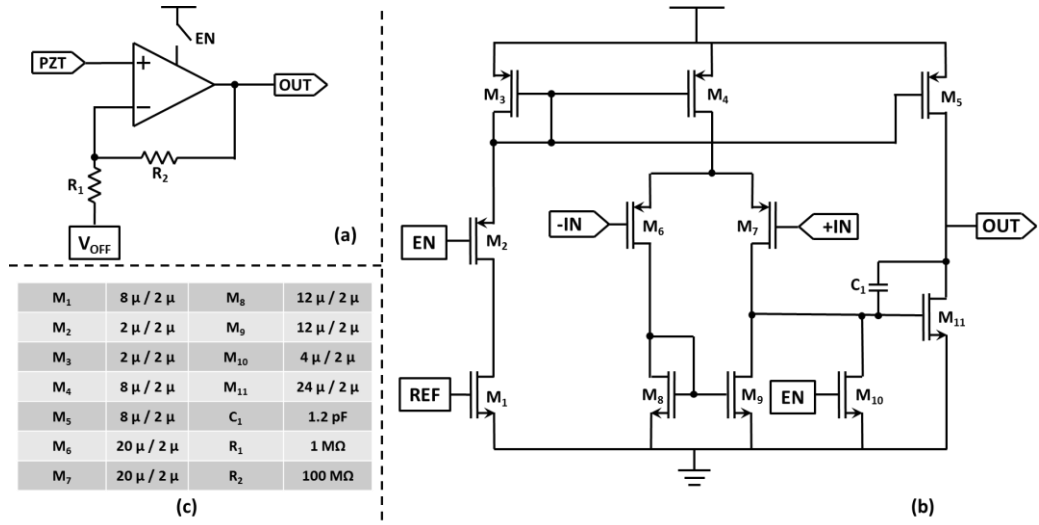 EN
PZT
+
−
OUT
R₂
R₁
V_OFF
(a)
M₁ 8 μ / 2 μ M₈ 12 μ / 2 μ
M₂ 2 μ / 2 μ M₉ 12 μ / 2 μ
M₃ 2 μ / 2 μ M₁₀ 4 μ / 2 μ
M₄ 8 μ / 2 μ M₁₁ 24 μ / 2 μ
M₅ 8 μ / 2 μ C₁ 1.2 pF
M₆ 20 μ / 2 μ R₁ 1 MΩ
M₇ 20 μ / 2 μ R₂ 100 MΩ
(c)
M₃
M₄
M₅
-IN
M₆
M₇
+IN
OUT
EN
M₂
C₁
M₁₁
REF
M₁
M₈
M₉
EN
M₁₀
(b)